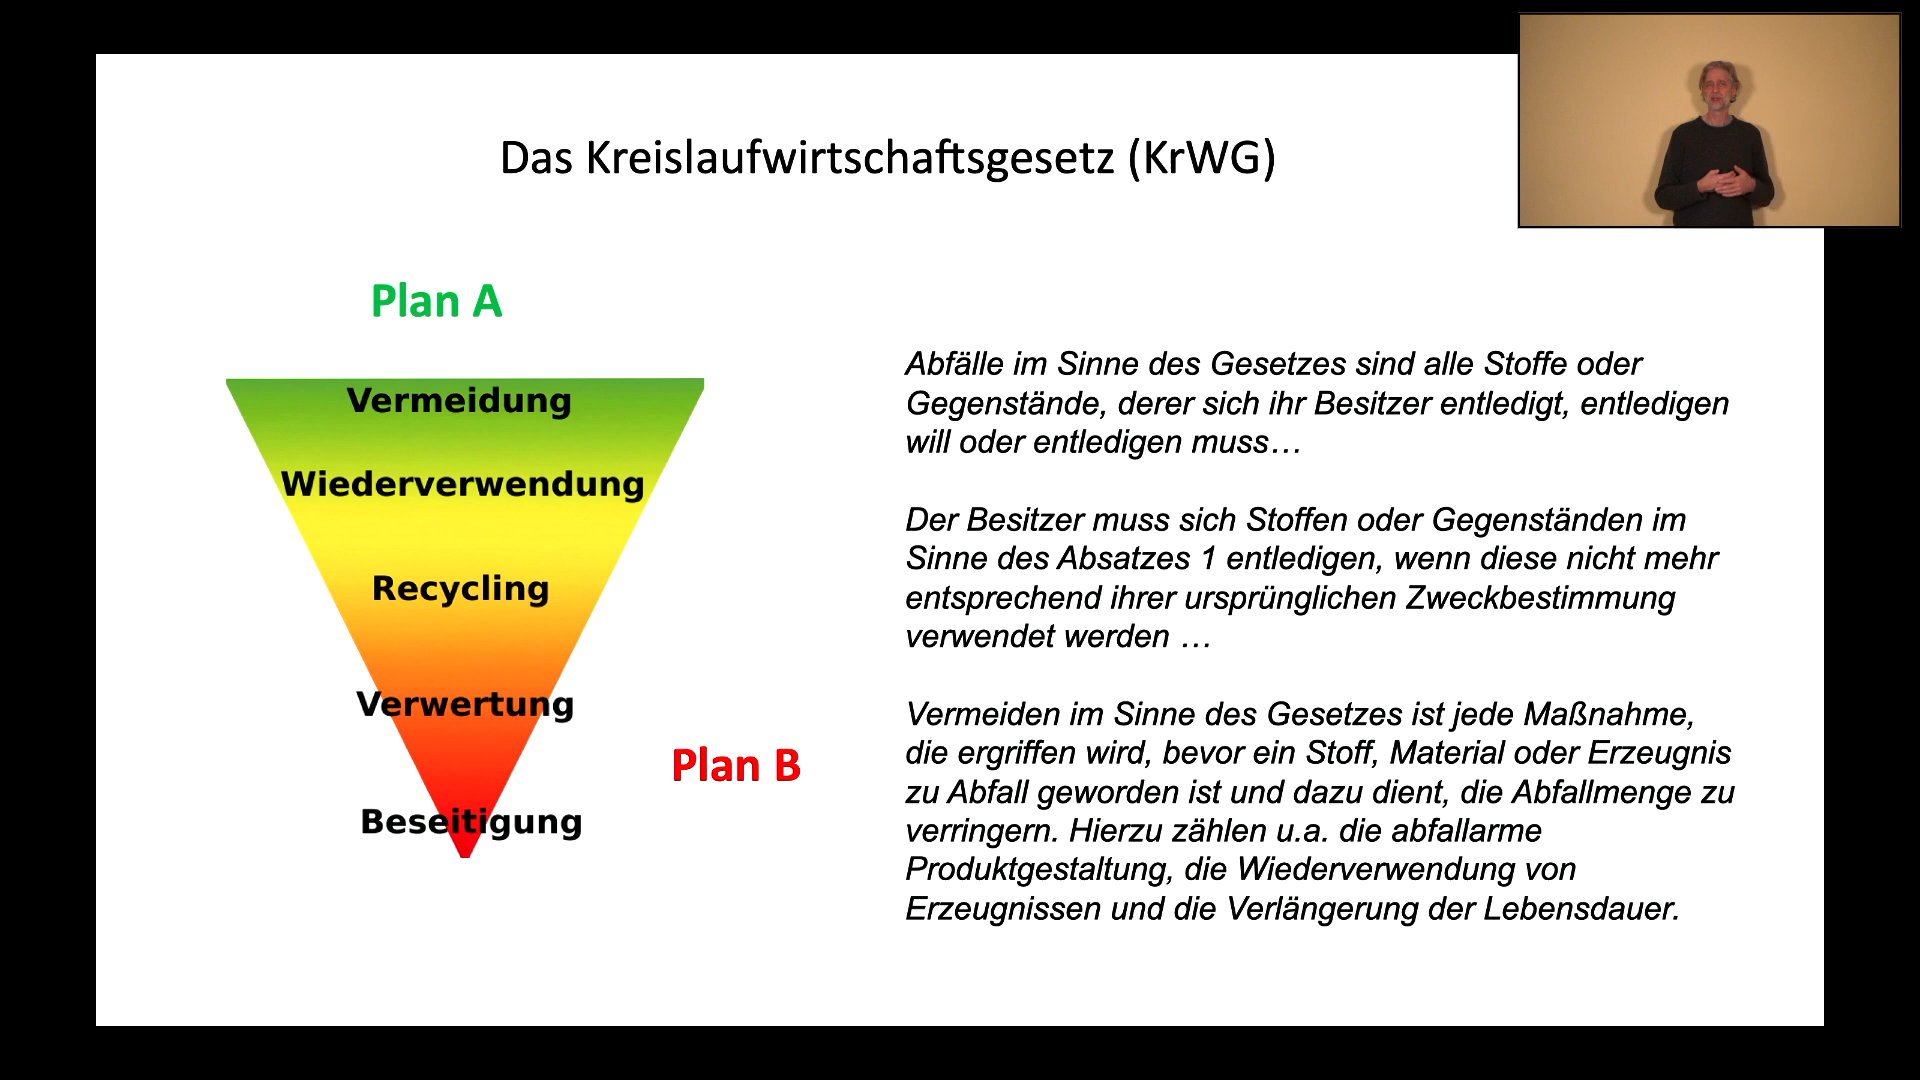 Das Kreislaufwirtschaftsgesetz (KrWG)
Plan A
Vermeidung
Wiederverwendung
Recycling
Verwertung
Plan B
Beseitigung
Abfälle im Sinne des Gesetzes sind alle Stoffe oder
Gegenstände, derer sich ihr Besitzer entledigt, entledigen
will oder entledigen muss…
Der Besitzer muss sich Stoffen oder Gegenständen im
Sinne des Absatzes 1 entledigen, wenn diese nicht mehr
entsprechend ihrer ursprünglichen Zweckbestimmung
verwendet werden …
Vermeiden im Sinne des Gesetzes ist jede Maßnahme,
die ergriffen wird, bevor ein Stoff, Material oder Erzeugnis
zu Abfall geworden ist und dazu dient, die Abfallmenge zu
verringern. Hierzu zählen u.a. die abfallarme
Produktgestaltung, die Wiederverwendung von
Erzeugnissen und die Verlängerung der Lebensdauer.